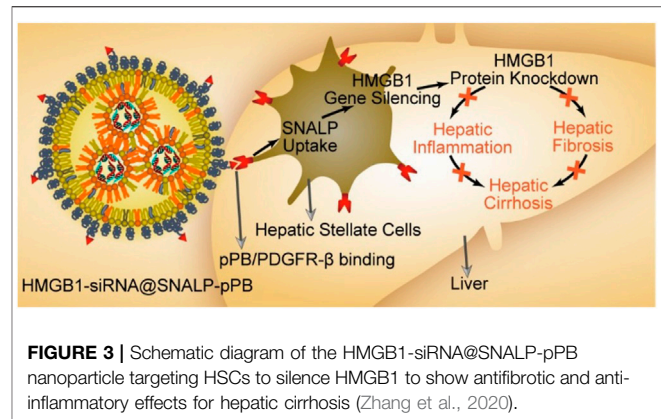 HMGB1
Protein Knockdown
HMGB1
Gene Silencing
SNALP
Uptake
Hepatic
Inflammation
Hepatic
Fibrosis
Hepatic
Cirrhosis
Hepatic Stellate Cells
pPB/PDGFR-β binding
HMGB1-siRNA@SNALP-pPB
Liver
FIGURE 3 | Schematic diagram of the HMGB1-siRNA@SNALP-pPB
nanoparticle targeting HSCs to silence HMGB1 to show antifibrotic and anti-
inflammatory effects for hepatic cirrhosis (Zhang et al., 2020).